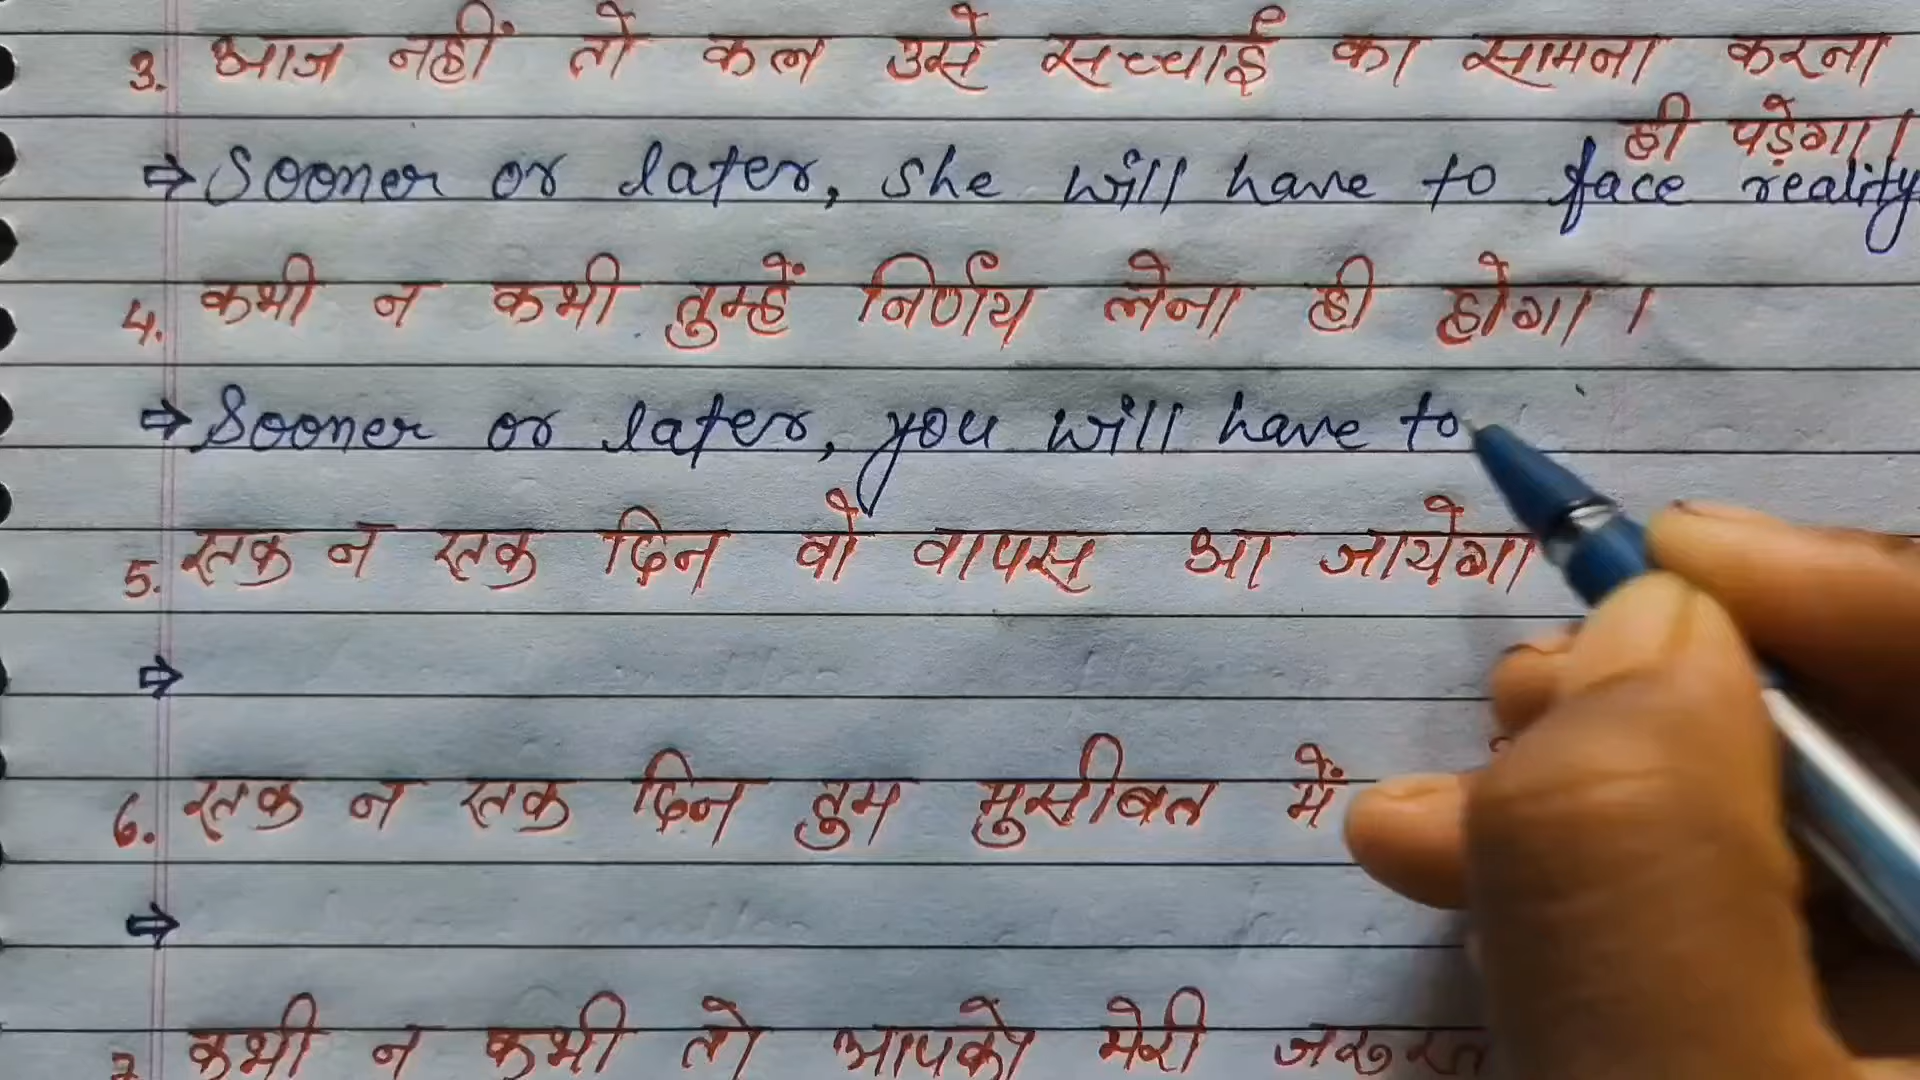 3. आज नहीं तो कल उसे सच्चाई का सामना करना
ही पड़ेगा।
⇒ Sooner or later, she will have to face reality.
4. कभी न कभी तुम्हें निर्णय लेना ही होगा।
⇒ Sooner or later, you will have to
5. एक न एक दिन वो वापस आ जायेगा
⇒
6. एक न एक दिन तुम मुसीबत में
⇒
7. कभी न कभी तो आपको मेरी जरूरत